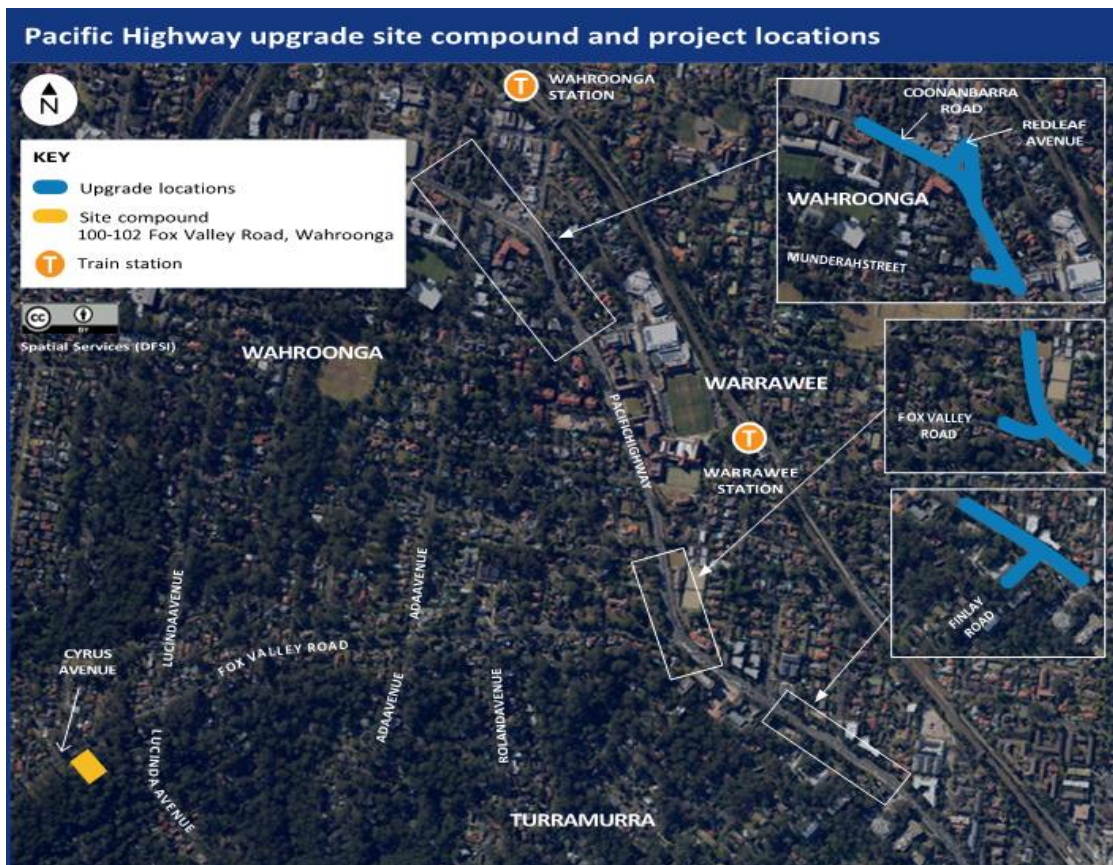 Pacific Highway upgrade site compound and project locations
N
T
WAHROONGA
STATION
KEY
Upgrade locations
Site compound
100-102 Fox Valley Road, Wahroonga
T
Train station
cc
BY
Spatial Services (DFSI)
COONANBARRA
ROAD
REDLEAF
AVENUE
WAHROONGA
MUNDERAHSTREET
WAHROONGA
WARRAWEE
PACIFICHIGHWAY
T
WARRAWEE
STATION
FOX VALLEY
ROAD
FINLAY
ROAD
LUCINDAAVENUE
ADAAVENUE
FOX VALLEY ROAD
CYRUS
AVENUE
ADAAVENUE
ROLANDAVENUE
LUCINDA AVENUE
TURRAMURRA